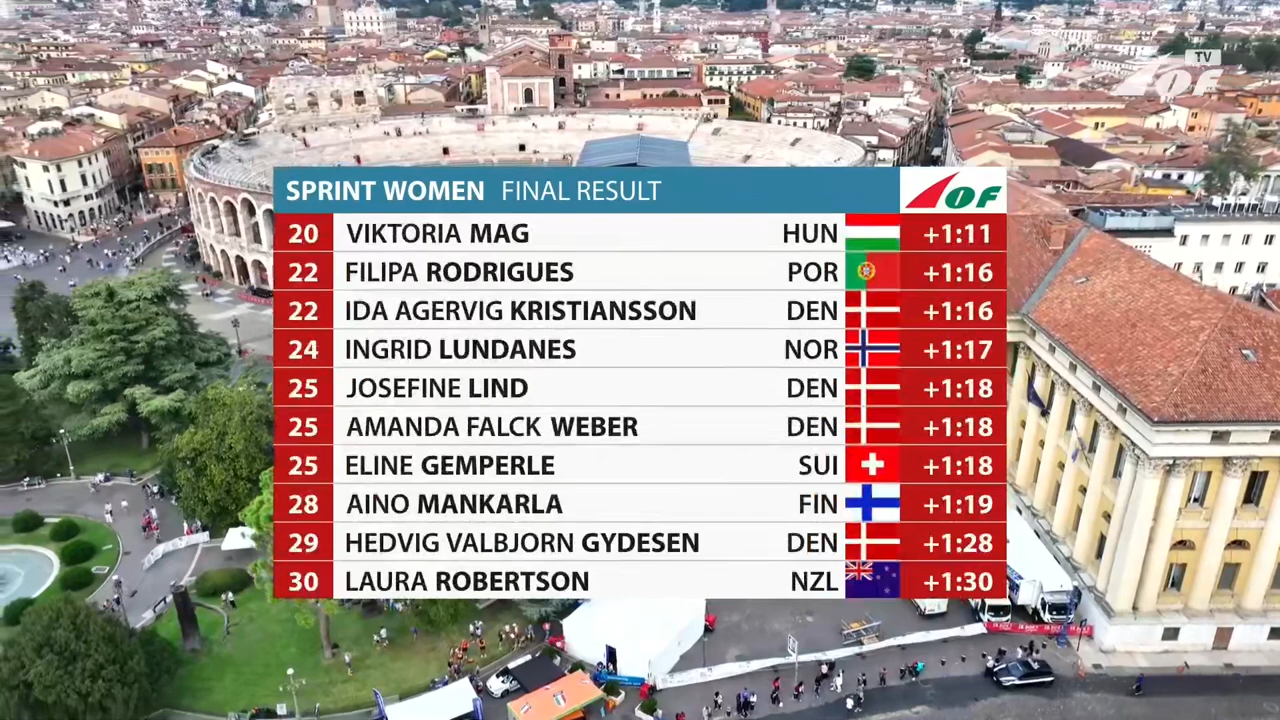 TV
IOF
SPRINT WOMEN FINAL RESULT
IOF
20 VIKTORIA MAG HUN +1:11
22 FILIPA RODRIGUES POR +1:16
22 IDA AGERVIG KRISTIANSSON DEN +1:16
24 INGRID LUNDANES NOR +1:17
25 JOSEFINE LIND DEN +1:18
25 AMANDA FALCK WEBER DEN +1:18
25 ELINE GEMPERLE SUI +1:18
28 AINO MANKARLA FIN +1:19
29 HEDVIG VALBJORN GYDESEN DEN +1:28
30 LAURA ROBERTSON NZL +1:30